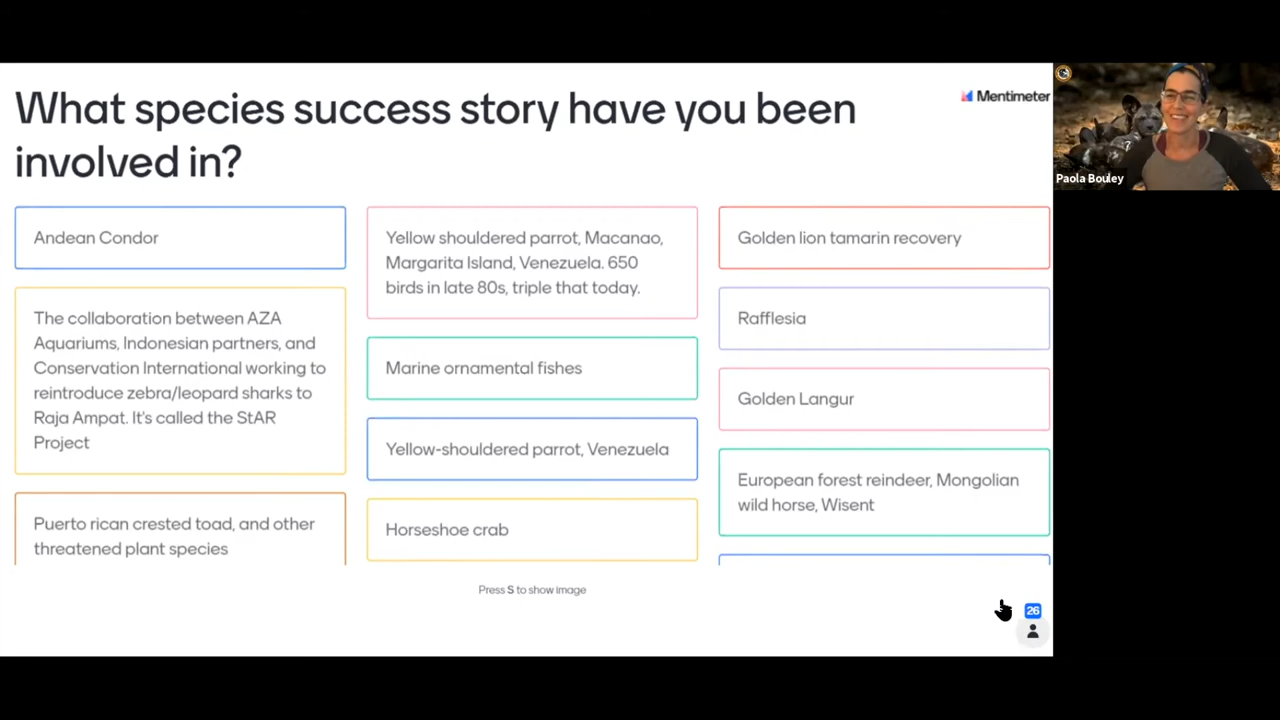 What species success story have you been
involved in?
Mentimeter
Paola Bouley
Andean Condor
The collaboration between AZA
Aquariums, Indonesian partners, and
Conservation International working to
reintroduce zebra/leopard sharks to
Raja Ampat. It's called the StAR
Project
Puerto rican crested toad, and other
threatened plant species
Yellow shouldered parrot, Macanao,
Margarita Island, Venezuela. 650
birds in late 80s, triple that today.
Marine ornamental fishes
Yellow-shouldered parrot, Venezuela
Horseshoe crab
Golden lion tamarin recovery
Rafflesia
Golden Langur
European forest reindeer, Mongolian
wild horse, Wisent
Press S to show image
26